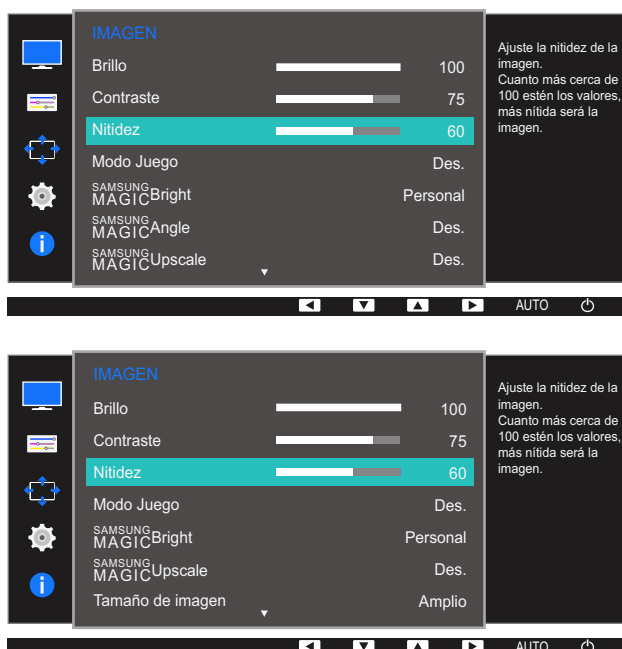 IMAGEN
Brillo 100
Contraste 75
Nitidez 60
Modo Juego Des.
SAMSUNG MAGICBright Personal
SAMSUNG MAGICAngle Des.
SAMSUNG MAGICUpscale Des.
Ajuste la nitidez de la
imagen.
Cuanto más cerca de
100 estén los valores,
más nítida será la
imagen.
AUTO
IMAGEN
Brillo 100
Contraste 75
Nitidez 60
Modo Juego Des.
SAMSUNG MAGICBright Personal
SAMSUNG MAGICUpscale Des.
Tamaño de imagen Amplio
Ajuste la nitidez de la
imagen.
Cuanto más cerca de
100 estén los valores,
más nítida será la
imagen.
AUTO